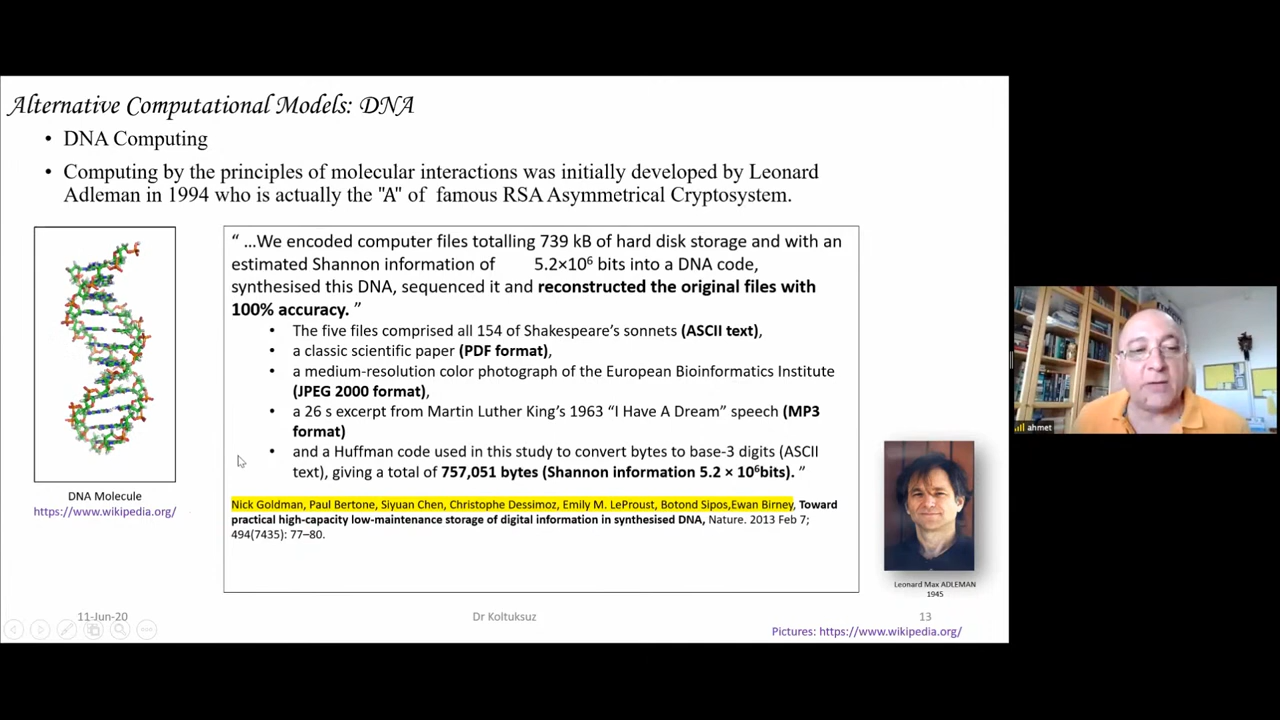 Alternative Computational Models: DNA
• DNA Computing
• Computing by the principles of molecular interactions was initially developed by Leonard
Adleman in 1994 who is actually the "A" of famous RSA Asymmetrical Cryptosystem.
“ …We encoded computer files totalling 739 kB of hard disk storage and with an
estimated Shannon information of 5.2×10⁶ bits into a DNA code,
synthesised this DNA, sequenced it and reconstructed the original files with
100% accuracy. ”
• The five files comprised all 154 of Shakespeare’s sonnets (ASCII text),
• a classic scientific paper (PDF format),
• a medium-resolution color photograph of the European Bioinformatics Institute
(JPEG 2000 format),
• a 26 s excerpt from Martin Luther King’s 1963 “I Have A Dream” speech (MP3
format)
• and a Huffman code used in this study to convert bytes to base-3 digits (ASCII
text), giving a total of 757,051 bytes (Shannon information 5.2 × 10⁶bits). ”
Nick Goldman, Paul Bertone, Siyuan Chen, Christophe Dessimoz, Emily M. LeProust, Botond Sipos,Ewan Birney, Toward
practical high-capacity low-maintenance storage of digital information in synthesised DNA, Nature. 2013 Feb 7;
494(7435): 77–80.
DNA Molecule
https://www.wikipedia.org/
Leonard Max ADLEMAN
1945
11-Jun-20
Dr Koltuksuz
13
Pictures: https://www.wikipedia.org/
ahmet